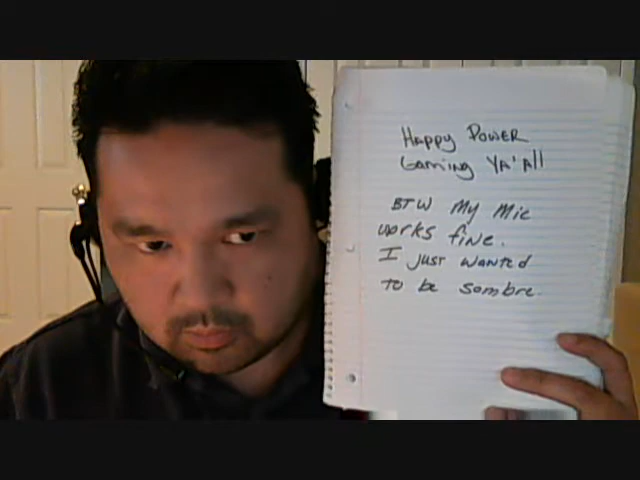 Happy Power
Gaming Ya'All
BTW My Mic
works fine.
I just wanted
to be sombre.